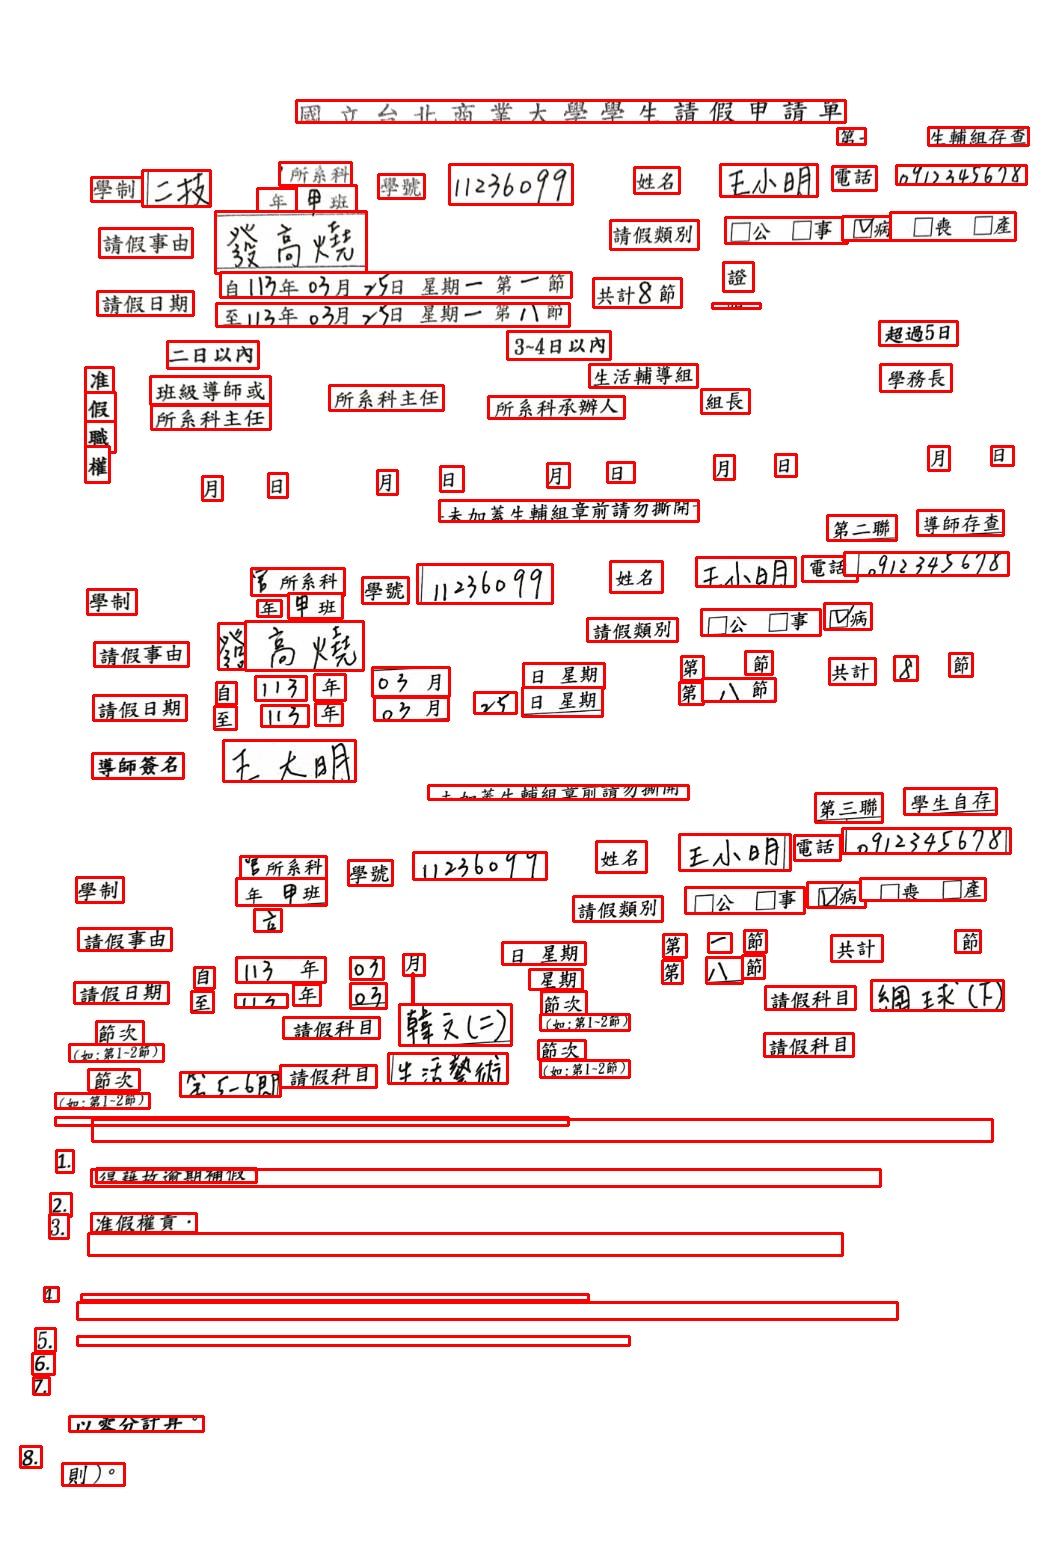 國立台北商業大學學生請假申請單
生輔組存查
學制 二技 所系科 學號 11236099 姓名 王小明 電話 0912345678
年 甲 班
請假事由 發高燒 請假類別 □公 □事 ☑病 □喪 □產
自113年03月25日 星期一 第一節 證
請假日期 共計8節
至113年03月25日 星期一 第八節
二日以內 3~4日以內 超過5日
准假職權 班級導師或 生活輔導組 學務長
所系科主任 所系科主任 所系科承辦人 組長
月 日 月 日 月 日 月 日 月 日
未加蓋生輔組章前請勿撕開
第二聯 導師存查
學制 所系科 學號 11236099 姓名 王小明 電話 0912345678
年 甲 班
請假事由 發高燒 請假類別 □公 □事 ☑病
自 113 年 03 月 日 星期 第 節 共計 8 節
請假日期
至 113 年 03 月 25 日 星期 第 八 節
導師簽名 王大明
未加蓋生輔組章前請勿撕開
第三聯 學生自存
學制 所系科 學號 11236099 姓名 王小明 電話 0912345678
年 甲 班
請假事由 請假類別 □公 □事 ☑病 □喪 □產
自 113 年 03 月 日 星期 第 一 節 共計 節
請假日期
至 113 年 03 星期 第 八 節
節次 請假科目 韓文(二) 節次 請假科目 網球(下)
(如:第1~2節) (如:第1~2節)
節次 第5-6節 請假科目 生活藝術 節次 請假科目
(如:第1~2節) (如:第1~2節)
1.
2.
3. 准假權責.
4.
5.
6.
7.
以零分計算。
8.
則)。